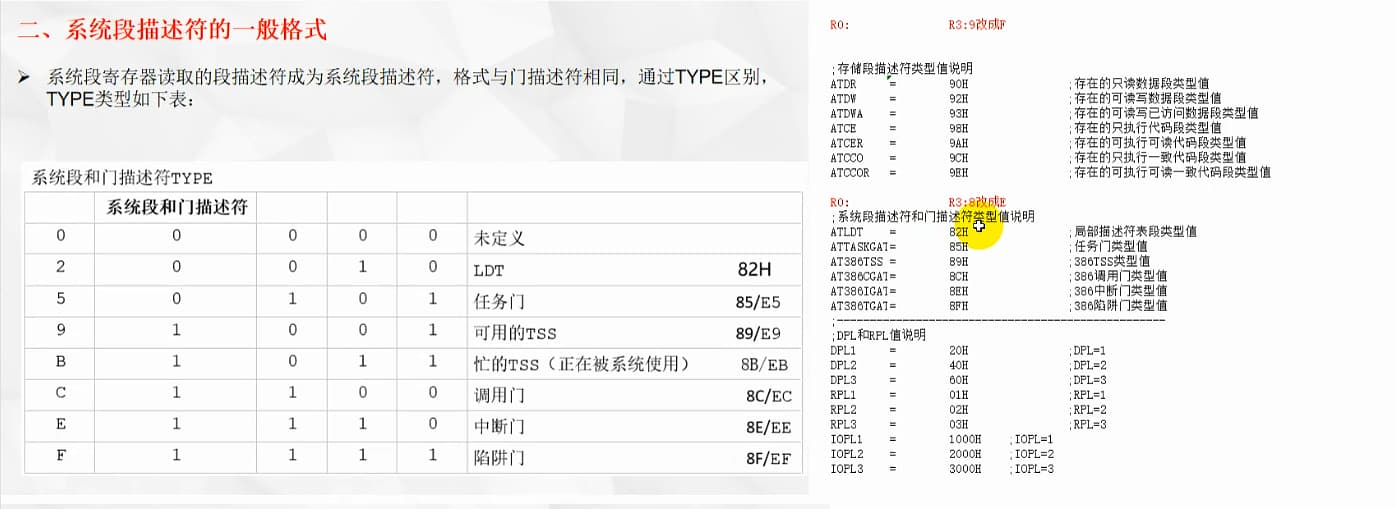 二、系统段描述符的一般格式
➢ 系统段寄存器读取的段描述符成为系统段描述符，格式与门描述符相同，通过TYPE区别，
TYPE类型如下表：
系统段和门描述符TYPE
系统段和门描述符
0 0 0 0 0 未定义
2 0 0 1 0 LDT 82H
5 0 1 0 1 任务门 85/E5
9 1 0 0 1 可用的TSS 89/E9
B 1 0 1 1 忙的TSS（正在被系统使用） 8B/EB
C 1 1 0 0 调用门 8C/EC
E 1 1 1 0 中断门 8E/EE
F 1 1 1 1 陷阱门 8F/EF
R0: R3:9改成F
;存储段描述符类型值说明
ATDR = 90H ;存在的只读数据段类型值
ATDW = 92H ;存在的可读写数据段类型值
ATDWA = 93H ;存在的可读写已访问数据段类型值
ATCE = 98H ;存在的只执行代码段类型值
ATCER = 9AH ;存在的可执行可读代码段类型值
ATCCO = 9CH ;存在的只执行一致代码段类型值
ATCCOR = 9EH ;存在的可执行可读一致代码段类型值
R0: R3:8改成E
;系统段描述符和门描述符类型值说明
ATLDT = 82H ;局部描述符表段类型值
ATTASKGAT= 85H ;任务门类型值
AT386TSS = 89H ;386TSS类型值
AT386CGAT= 8CH ;386调用门类型值
AT386IGAT= 8EH ;386中断门类型值
AT386TGAT= 8FH ;386陷阱门类型值
;----------------------------------------------------
;DPL和RPL值说明
DPL1 = 20H ;DPL=1
DPL2 = 40H ;DPL=2
DPL3 = 60H ;DPL=3
RPL1 = 01H ;RPL=1
RPL2 = 02H ;RPL=2
RPL3 = 03H ;RPL=3
IOPL1 = 1000H ;IOPL=1
IOPL2 = 2000H ;IOPL=2
IOPL3 = 3000H ;IOPL=3